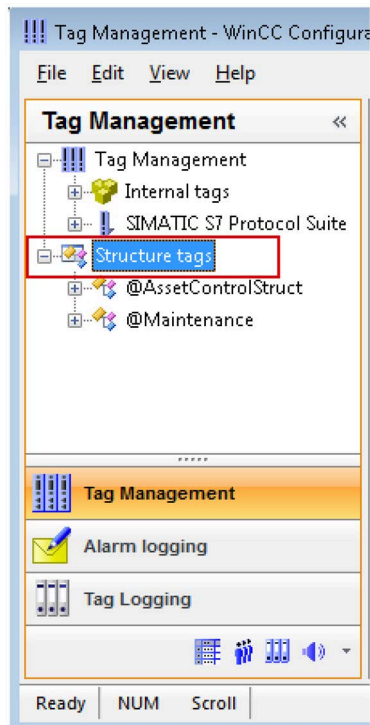 Tag Management - WinCC Configura
File Edit View Help
Tag Management «
Tag Management
Internal tags
SIMATIC S7 Protocol Suite
Structure tags
@AssetControlStruct
@Maintenance
Tag Management
Alarm logging
Tag Logging
Ready NUM Scroll